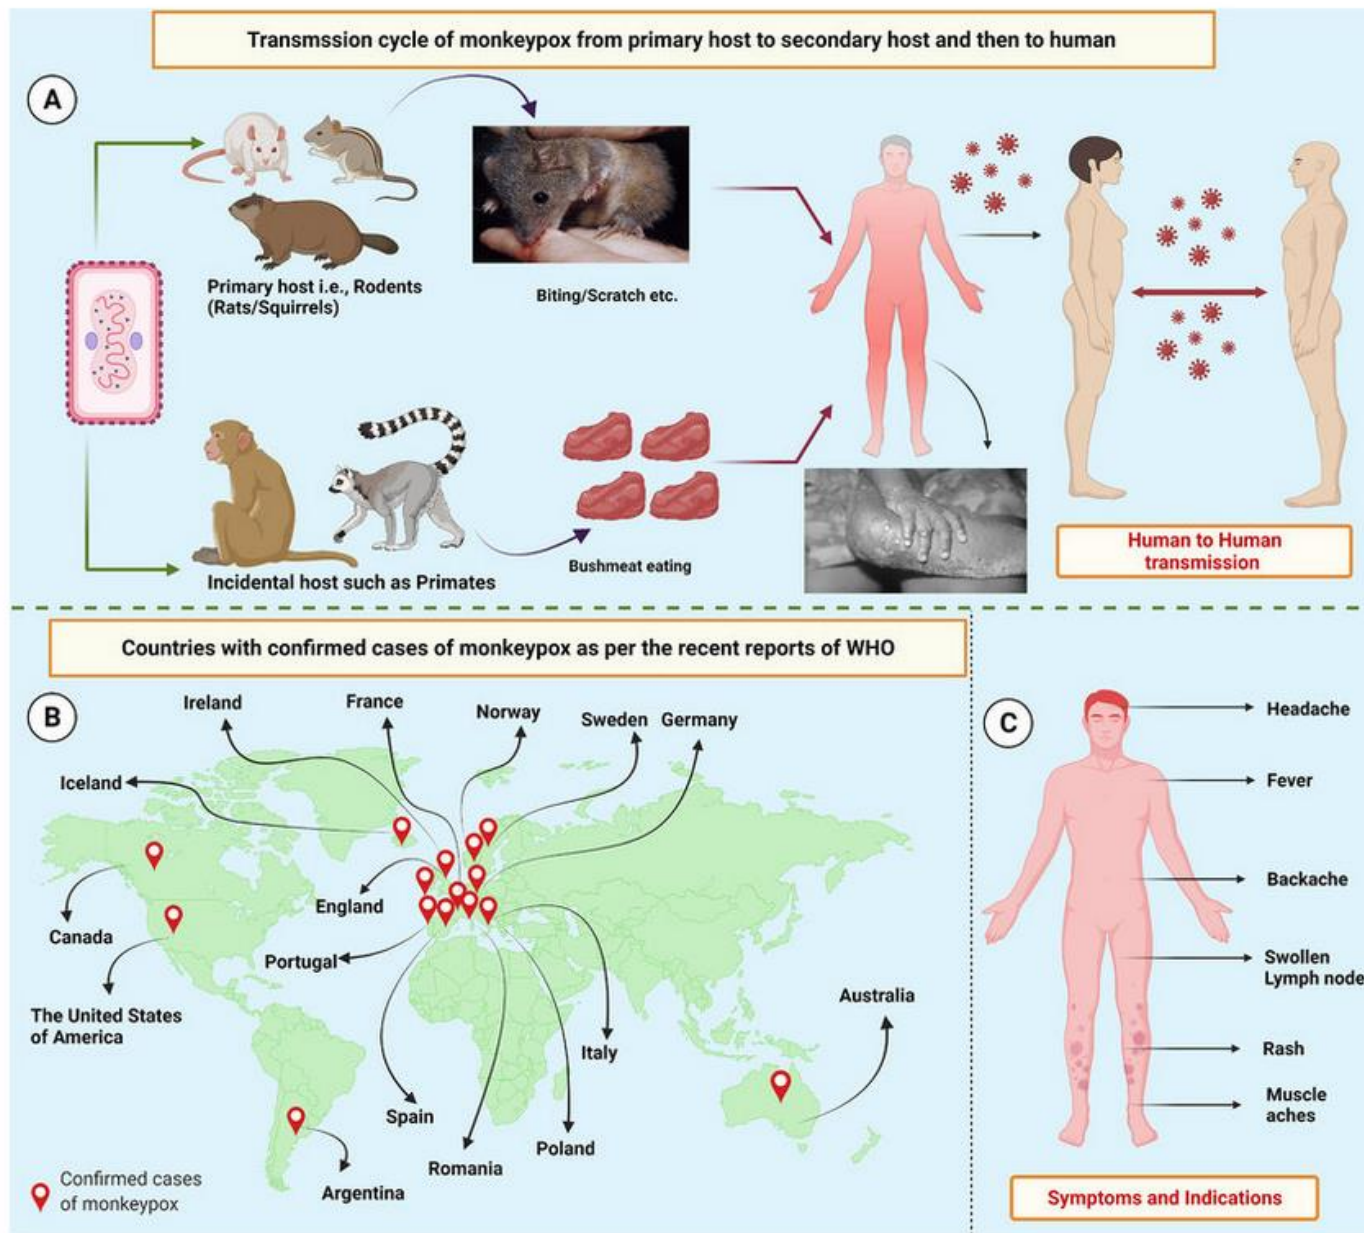 Transmssion cycle of monkeypox from primary host to secondary host and then to human
A
Primary host i.e., Rodents
(Rats/Squirrels)
Biting/Scratch etc.
Incidental host such as Primates
Bushmeat eating
Human to Human
transmission
Countries with confirmed cases of monkeypox as per the recent reports of WHO
B
Ireland
France
Norway
Sweden
Germany
Iceland
Canada
England
Portugal
The United States
of America
Australia
Italy
Spain
Poland
Romania
Argentina
Confirmed cases
of monkeypox
C
Headache
Fever
Backache
Swollen
Lymph node
Rash
Muscle
aches
Symptoms and Indications